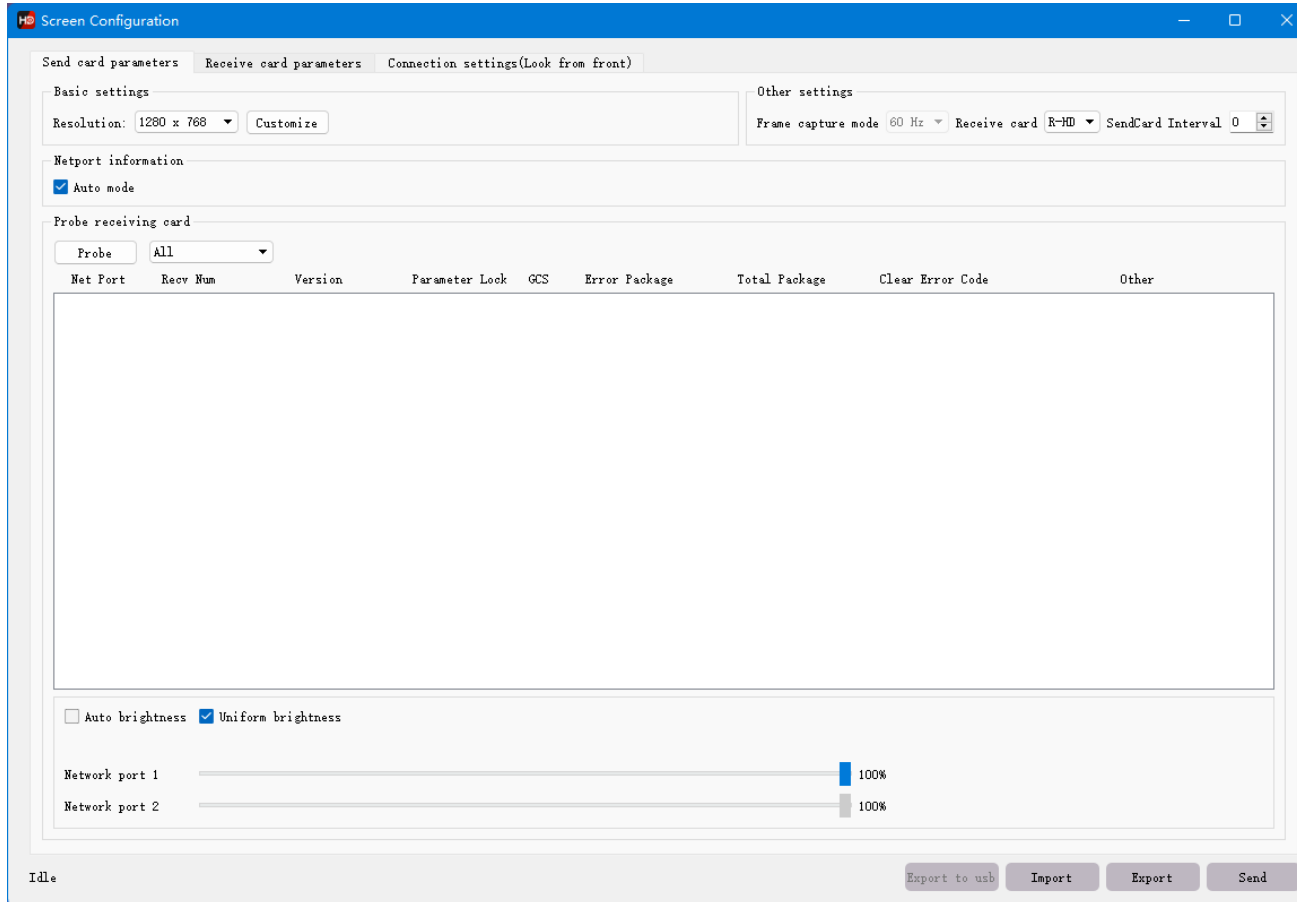 HD Screen Configuration
Send card parameters Receive card parameters Connection settings(Look from front)
Basic settings
Resolution: 1280 x 768 Customize
Other settings
Frame capture mode 60 Hz Receive card R-HD SendCard Interval 0
Netport information
Auto mode
Probe receiving card
Probe All
Net Port Recv Num Version Parameter Lock GCS Error Package Total Package Clear Error Code Other
Auto brightness Uniform brightness
Network port 1 100%
Network port 2 100%
Idle Export to usb Import Export Send